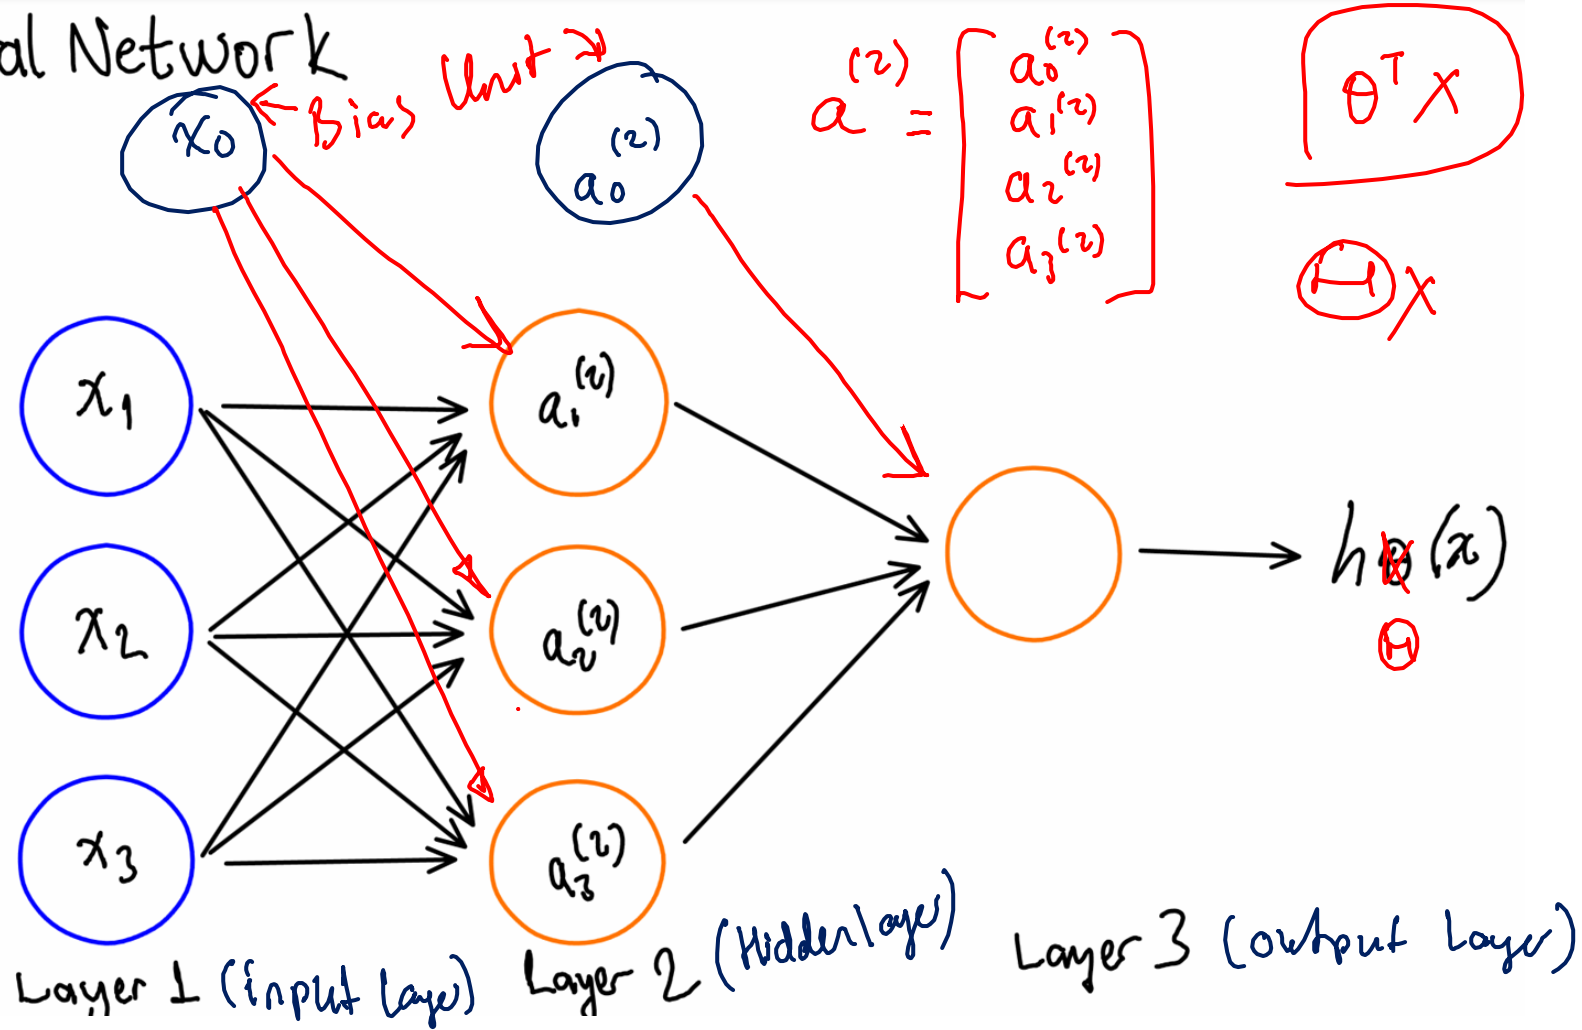 al Network
x₀
Bias Unit
a₀⁽²⁾
a⁽²⁾ =
a₀⁽²⁾
a₁⁽²⁾
a₂⁽²⁾
a₃⁽²⁾
θᵀ X
Θ X
x₁
a₁⁽²⁾
x₂
a₂⁽²⁾
hθ(x)
Θ
x₃
a₃⁽²⁾
Layer 1 (input layer)
Layer 2 (Hidden layer)
Layer 3 (output Layer)